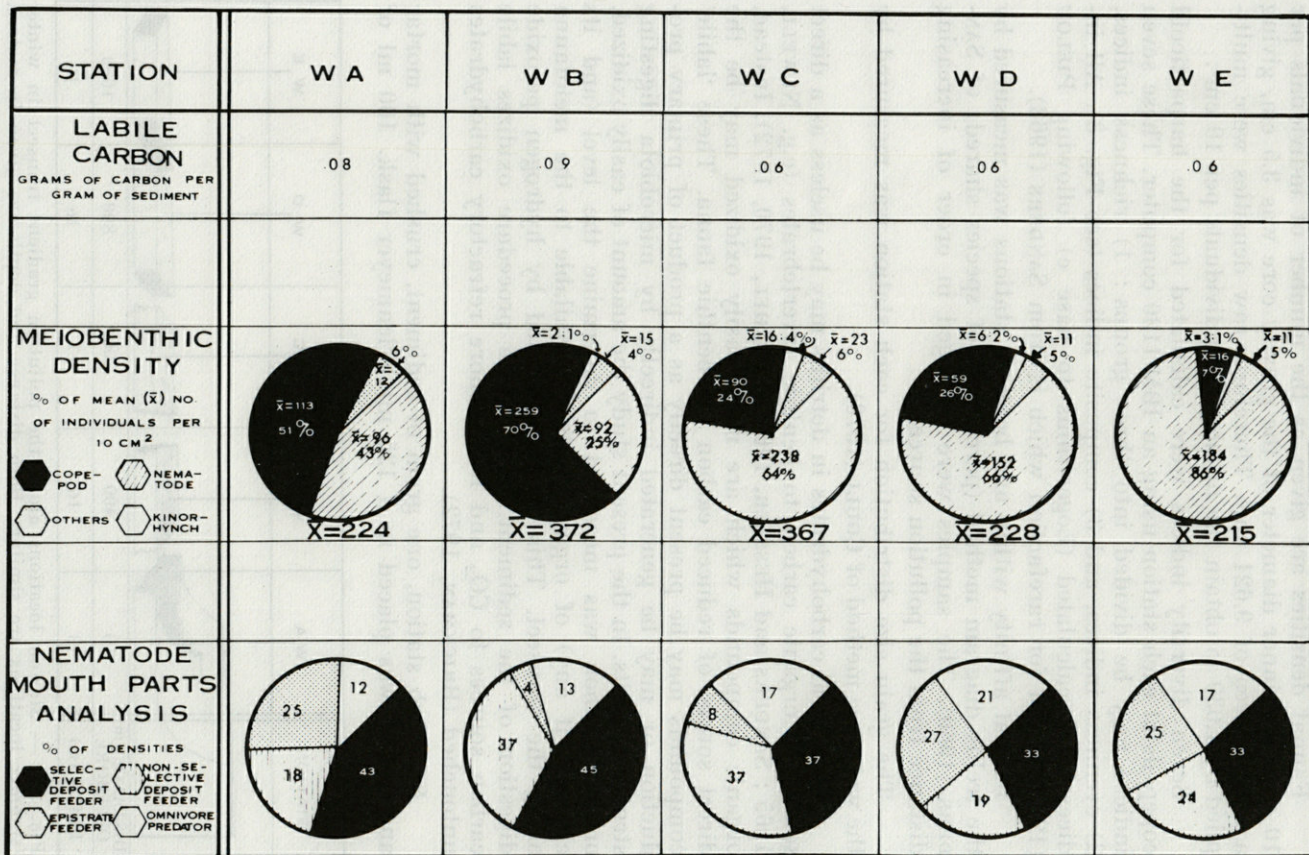 STATION W A W B W C W D W E
LABILE CARBON
GRAMS OF CARBON PER
GRAM OF SEDIMENT
.08 .09 .06 .06 .06
MEIOBENTHIC
DENSITY
% OF MEAN (x̄) NO.
OF INDIVIDUALS PER
10 CM²
COPE-
POD
NEMA-
TODE
OTHERS
KINOR-
HYNCH
6%
x̄=
12
x̄=113
51%
x̄=96
43%
X̄=224
x̄=2·1%
x̄=15
4%
x̄=259
70%
x̄=92
25%
X̄=372
x̄=16·4%
x̄=23
6%
x̄=90
24%
x̄=238
64%
X̄=367
x̄=6·2%
x̄=11
5%
x̄=59
26%
x̄=152
66%
X̄=228
x̄=3·1%
x̄=11
5%
x̄=16
7%
x̄=184
86%
X̄=215
NEMATODE
MOUTH PARTS
ANALYSIS
% OF DENSITIES
SELEC-
TIVE
DEPOSIT
FEEDER
NON-SE-
LECTIVE
DEPOSIT
FEEDER
EPISTRATE
FEEDER
OMNIVORE
PREDATOR
12
25
18
43
13
4
37
45
17
8
37
37
21
27
19
33
17
25
24
33